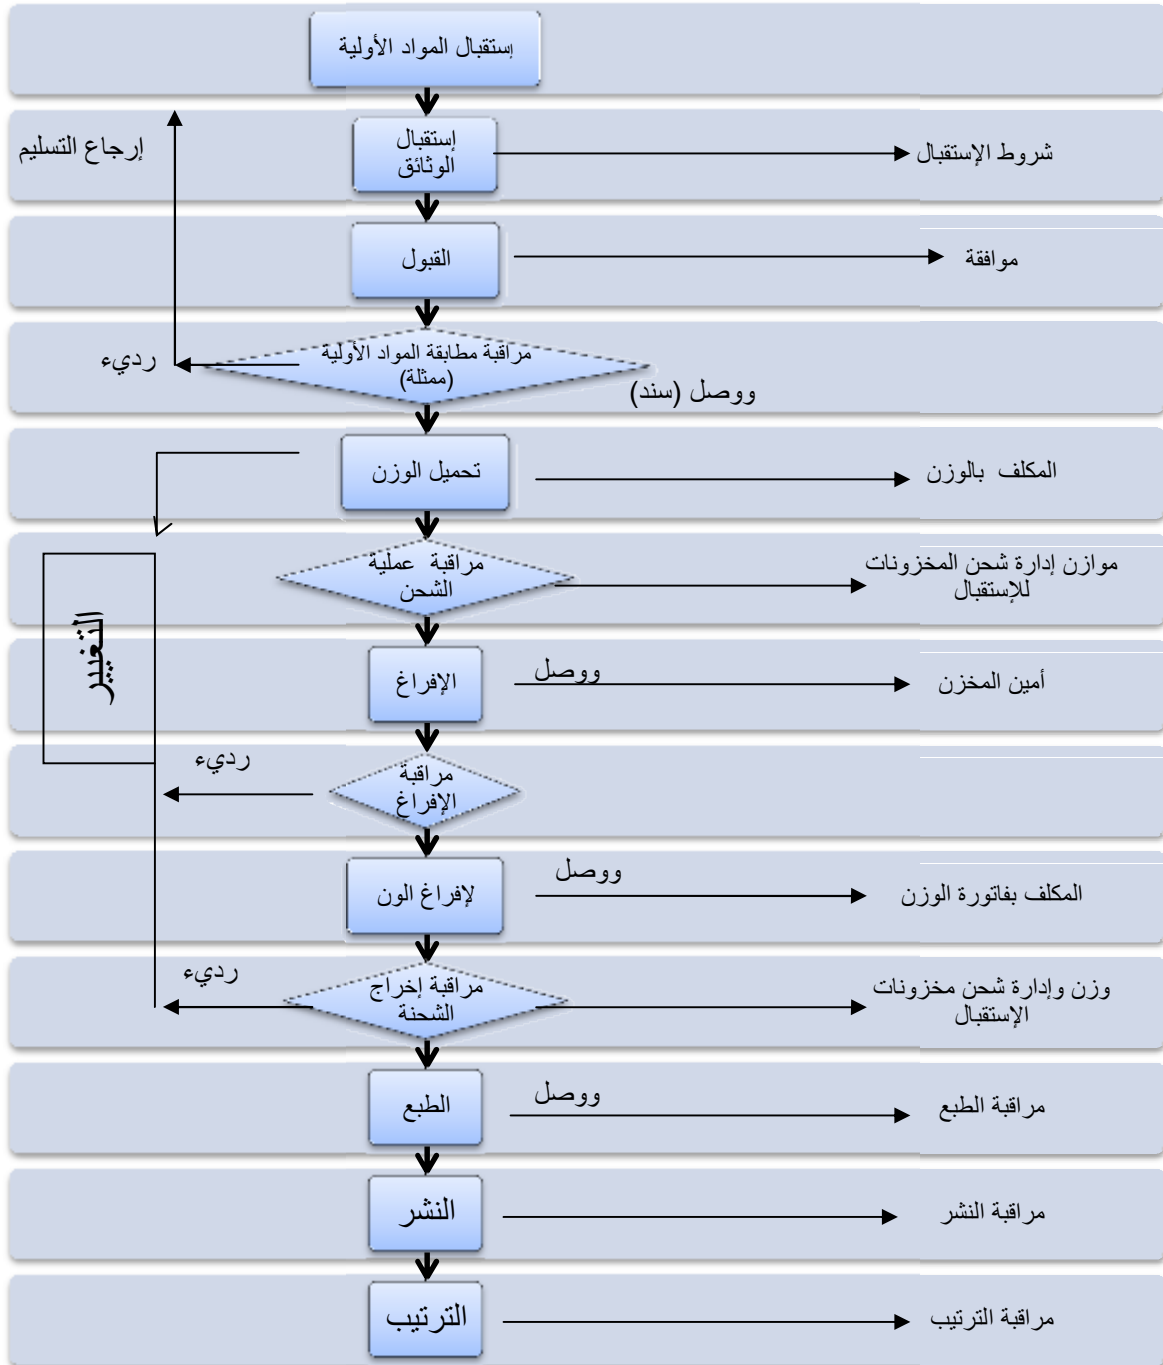 إستقبال المواد الأولية
إستقبال
الوثائق
شروط الإستقبال
إرجاع التسليم
القبول
موافقة
مراقبة مطابقة المواد الأولية
(ممثلة)
رديء
ووصل (سند)
تحميل الوزن
المكلف بالوزن
مراقبة عملية
الشحن
موازن إدارة شحن المخزونات
للإستقبال
التغيير
الإفراغ
ووصل
أمين المخزن
مراقبة
الإفراغ
رديء
لإفراغ الون
ووصل
المكلف بفاتورة الوزن
مراقبة إخراج
الشحنة
رديء
وزن وإدارة شحن مخزونات
الإستقبال
الطبع
ووصل
مراقبة الطبع
النشر
مراقبة النشر
الترتيب
مراقبة الترتيب